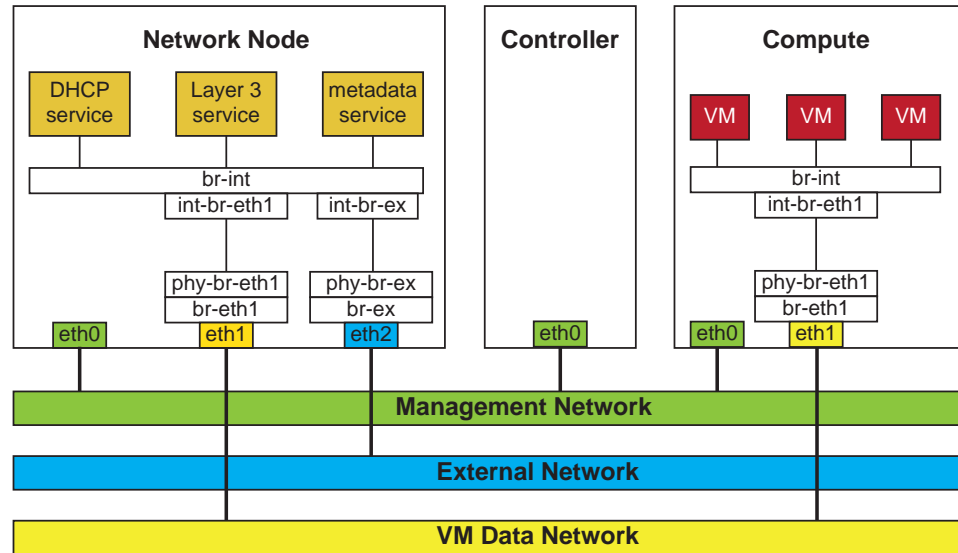 Network Node
Controller
Compute
DHCP
service
Layer 3
service
metadata
service
VM
VM
VM
br-int
br-int
int-br-eth1
int-br-ex
int-br-eth1
phy-br-eth1
phy-br-ex
phy-br-eth1
br-eth1
br-ex
br-eth1
eth0
eth1
eth2
eth0
eth0
eth1
Management Network
External Network
VM Data Network